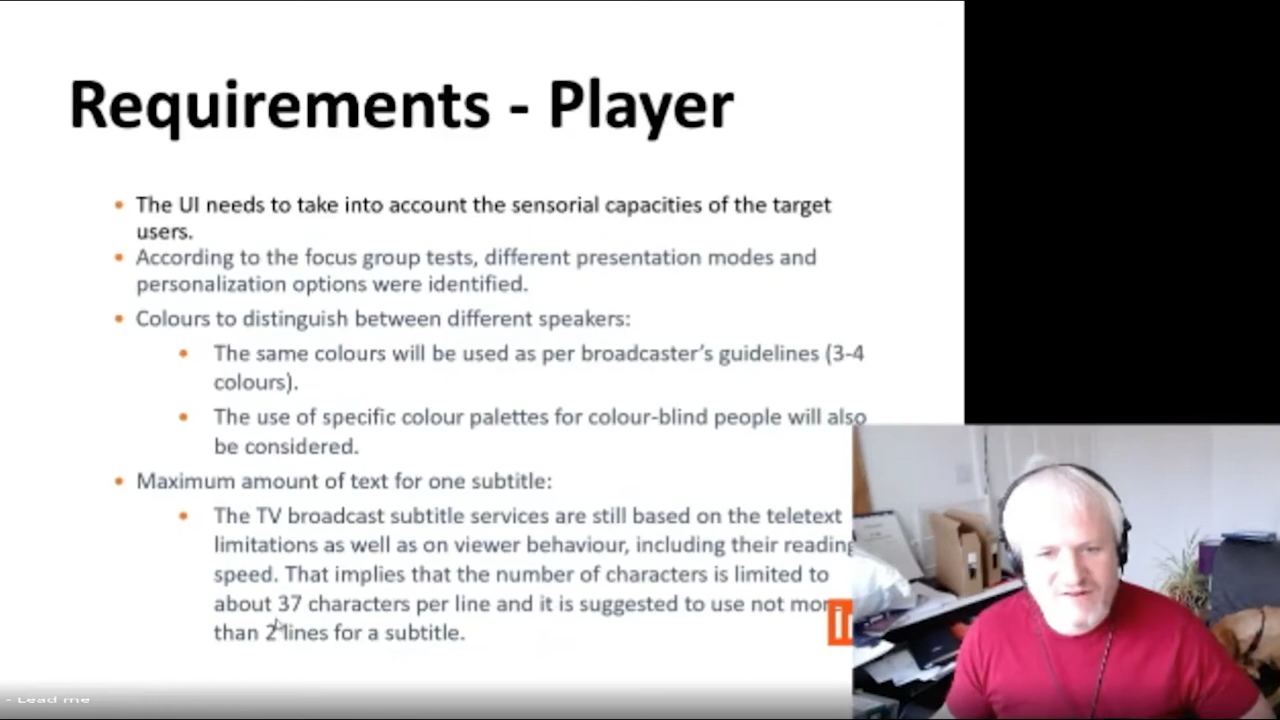 Requirements - Player
The UI needs to take into account the sensorial capacities of the target
users.
According to the focus group tests, different presentation modes and
personalization options were identified.
Colours to distinguish between different speakers:
The same colours will be used as per broadcaster's guidelines (3-4
colours).
The use of specific colour palettes for colour-blind people will also
be considered.
Maximum amount of text for one subtitle:
The TV broadcast subtitle services are still based on the teletext
limitations as well as on viewer behaviour, including their reading
speed. That implies that the number of characters is limited to
about 37 characters per line and it is suggested to use not mor
than 2 lines for a subtitle.
- Lead me